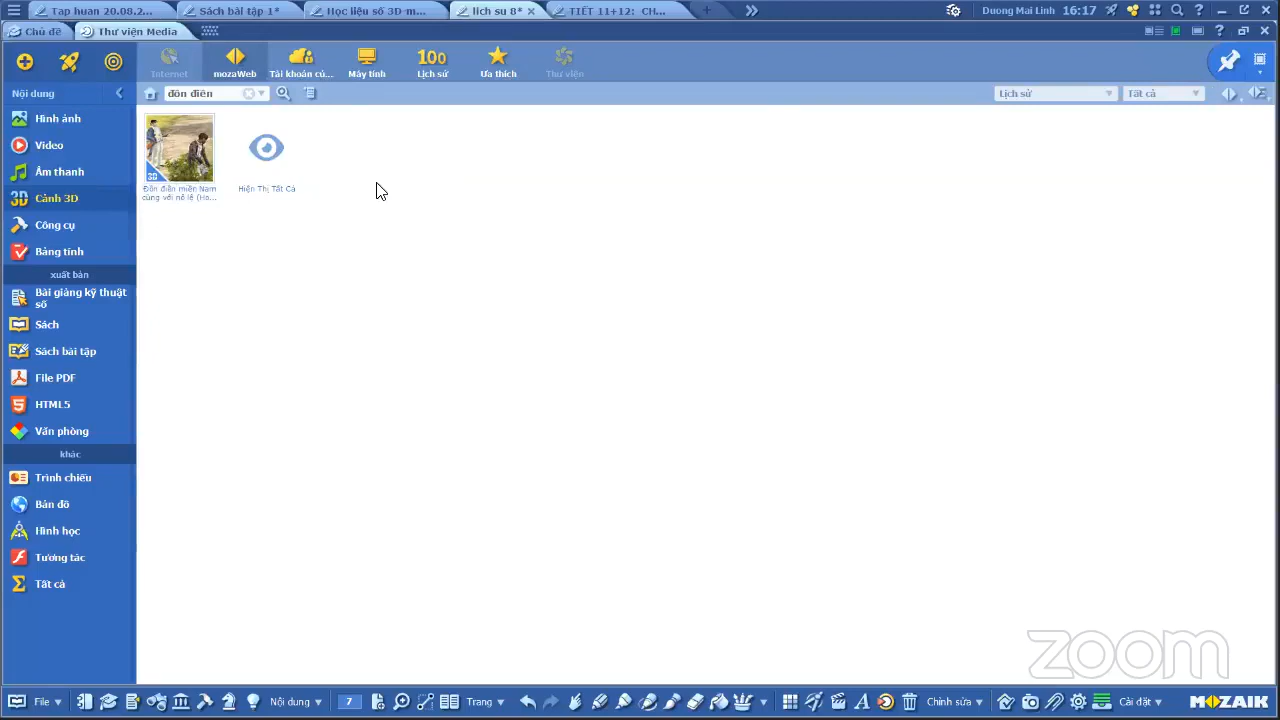 Tap huan 20.08.2...
Sách bài tập 1*
Học liệu số 3D-m...
lich su 8*
TIẾT 11+12: CH...
Duong Mai Linh 16:17
Chủ đề
Thư viện Media
Internet
mozaWeb
Tài khoản củ...
Máy tính
100
Lịch sử
Ưa thích
Thư viện
Nội dung
đồn điền
Lịch sử
Tất cả
Hình ảnh
Video
Âm thanh
3D Cảnh 3D
Công cụ
Bảng tính
xuất bản
Bài giảng kỹ thuật
số
Sách
Sách bài tập
File PDF
HTML5
Văn phòng
khác
Trình chiếu
Bản đồ
Hình học
Tương tác
Tất cả
3D
Đồn điền miền Nam
cùng với nô lệ (Ho...
Hiện Thị Tất Cả
zoom
File
Nội dung
7
Trang
Chỉnh sửa
Cài đặt
MOZAIK